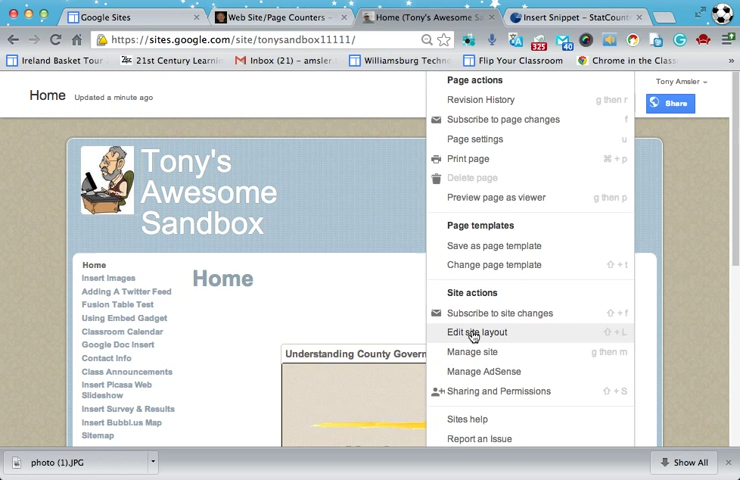 Google Sites
Web Site/Page Counters -
Home (Tony's Awesome S
Insert Snippet - StatCount
https://sites.google.com/site/tonysandbox11111/
325
40
Ireland Basket Tour
21st Century Learni
Inbox (21) - amsler
Williamsburg Techn
Flip Your Classroom
Chrome in the Class
»
Home Updated a minute ago
Tony Amsler
Share
Tony's
Awesome
Sandbox
Home
Insert Images
Adding A Twitter Feed
Fusion Table Test
Using Embed Gadget
Classroom Calendar
Google Doc Insert
Contact Info
Class Announcements
Insert Picasa Web
Slideshow
Insert Survey & Results
Insert Bubbl.us Map
Sitemap
Home
Understanding County Govern
Page actions
Revision History g then r
Subscribe to page changes f
Page settings u
Print page ⌘ + p
Delete page
Preview page as viewer g then p
Page templates
Save as page template
Change page template ⇧ + t
Site actions
Subscribe to site changes ⇧ + f
Edit site layout ⇧ + L
Manage site g then m
Manage AdSense
Sharing and Permissions ⇧ + S
Sites help
Report an Issue
photo (1).JPG
Show All